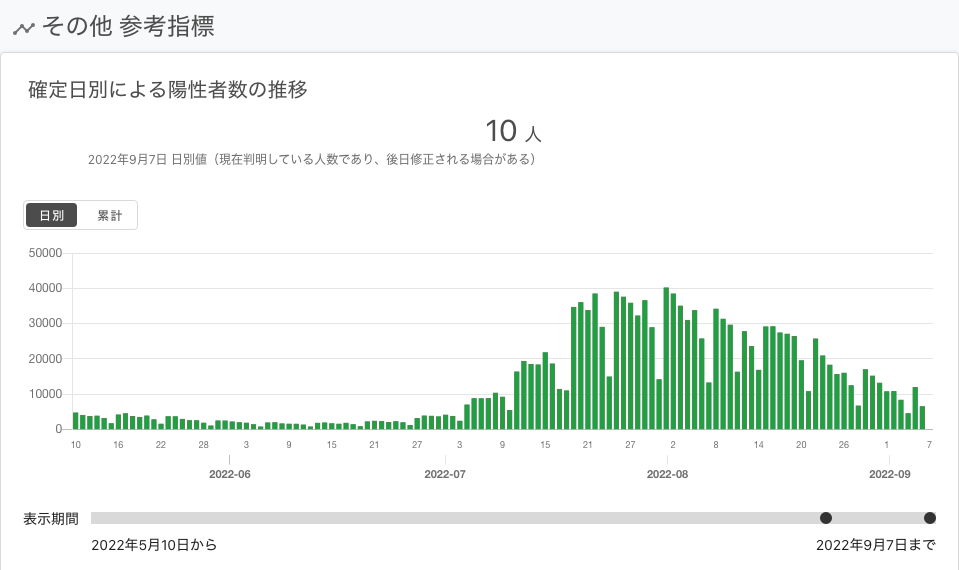 その他 参考指標
確定日別による陽性者数の推移
10 人
2022年9月7日 日別値（現在判明している人数であり、後日修正される場合がある）
日別 累計
50000
40000
30000
20000
10000
0
10 16 22 28 3 9 15 21 27 3 9 15 21 27 2 8 14 20 26 1 7
2022-06 2022-07 2022-08 2022-09
表示期間
2022年5月10日から 2022年9月7日まで